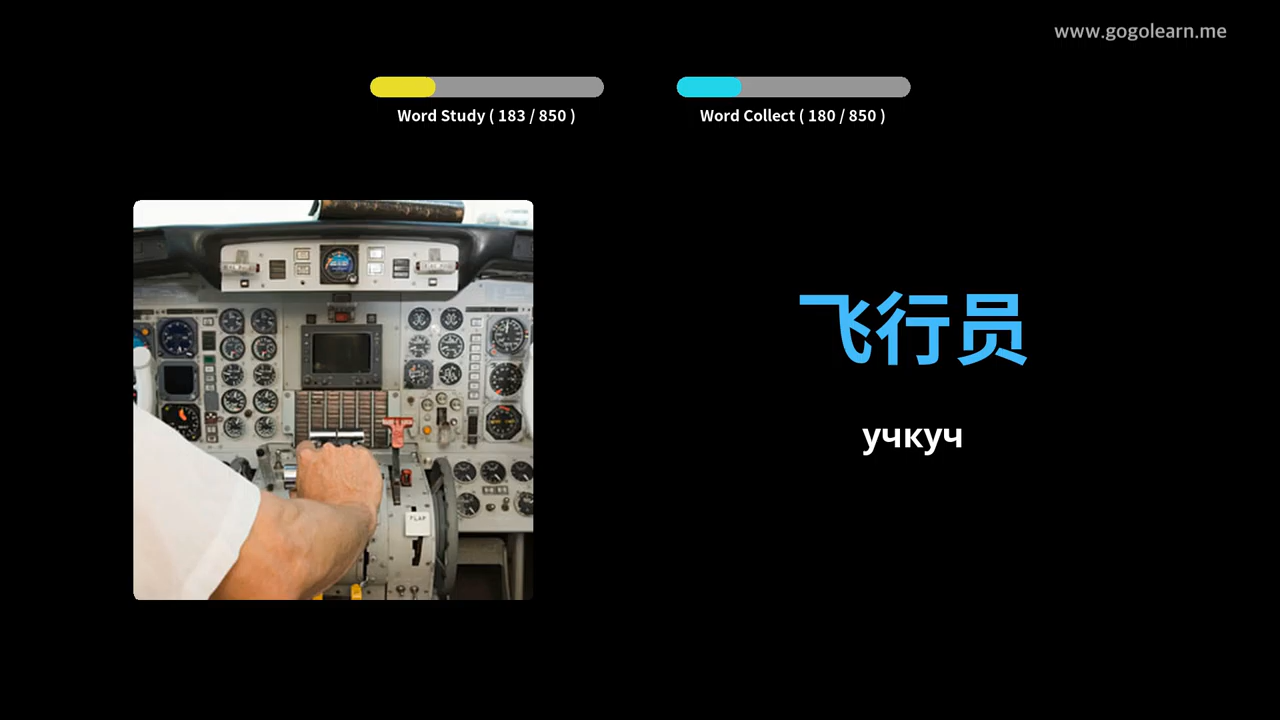 www.gogolearn.me
Word Study ( 183 / 850 )
Word Collect ( 180 / 850 )
飞行员
учкуч
FLAP